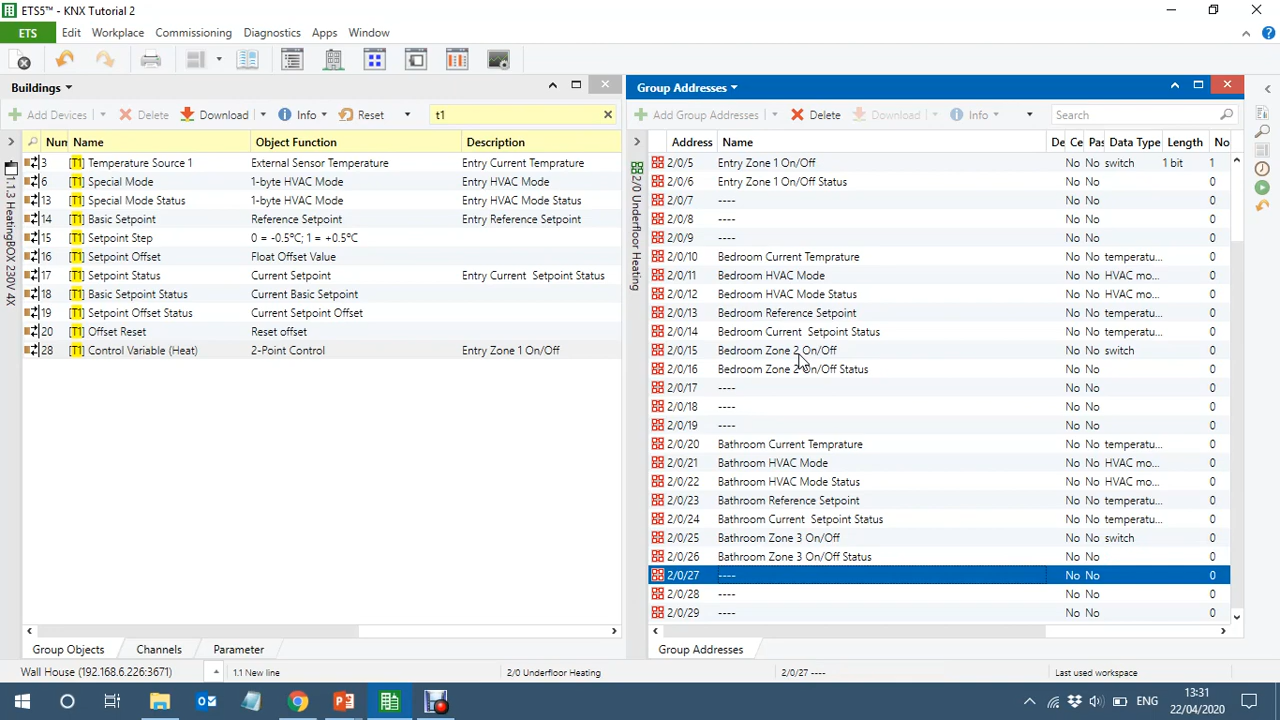 ETS5™ - KNX Tutorial 2
ETS Edit Workplace Commissioning Diagnostics Apps Window
Buildings
Add Devices Delete Download Info Reset t1
Num Name Object Function Description
3 [T1] Temperature Source 1 External Sensor Temperature Entry Current Temprature
6 [T1] Special Mode 1-byte HVAC Mode Entry HVAC Mode
13 [T1] Special Mode Status 1-byte HVAC Mode Entry HVAC Mode Status
14 [T1] Basic Setpoint Reference Setpoint Entry Reference Setpoint
15 [T1] Setpoint Step 0 = -0.5ºC; 1 = +0.5ºC
16 [T1] Setpoint Offset Float Offset Value
17 [T1] Setpoint Status Current Setpoint Entry Current  Setpoint Status
18 [T1] Basic Setpoint Status Current Basic Setpoint
19 [T1] Setpoint Offset Status Current Setpoint Offset
20 [T1] Offset Reset Reset offset
28 [T1] Control Variable (Heat) 2-Point Control Entry Zone 1 On/Off
1.1.3 HeatingBOX 230V 4X
Group Objects Channels Parameter
Group Addresses
Add Group Addresses Delete Download Info Search
Address Name De Ce Pas Data Type Length No
2/0/5 Entry Zone 1 On/Off No No switch 1 bit 1
2/0/6 Entry Zone 1 On/Off Status No No 0
2/0/7 ---- No No 0
2/0/8 ---- No No 0
2/0/9 ---- No No 0
2/0/10 Bedroom Current Temprature No No temperatu... 0
2/0/11 Bedroom HVAC Mode No No HVAC mo... 0
2/0/12 Bedroom HVAC Mode Status No No HVAC mo... 0
2/0/13 Bedroom Reference Setpoint No No temperatu... 0
2/0/14 Bedroom Current  Setpoint Status No No temperatu... 0
2/0/15 Bedroom Zone 2 On/Off No No switch 0
2/0/16 Bedroom Zone 2 On/Off Status No No 0
2/0/17 ---- No No 0
2/0/18 ---- No No 0
2/0/19 ---- No No 0
2/0/20 Bathroom Current Temprature No No temperatu... 0
2/0/21 Bathroom HVAC Mode No No HVAC mo... 0
2/0/22 Bathroom HVAC Mode Status No No HVAC mo... 0
2/0/23 Bathroom Reference Setpoint No No temperatu... 0
2/0/24 Bathroom Current  Setpoint Status No No temperatu... 0
2/0/25 Bathroom Zone 3 On/Off No No switch 0
2/0/26 Bathroom Zone 3 On/Off Status No No 0
2/0/27 ---- No No 0
2/0/28 ---- No No 0
2/0/29 ---- No No 0
2/0 Underfloor Heating
Group Addresses
Wall House (192.168.6.226:3671) 1.1 New line 2/0 Underfloor Heating 2/0/27 ---- Last used workspace
ENG 13:31
22/04/2020